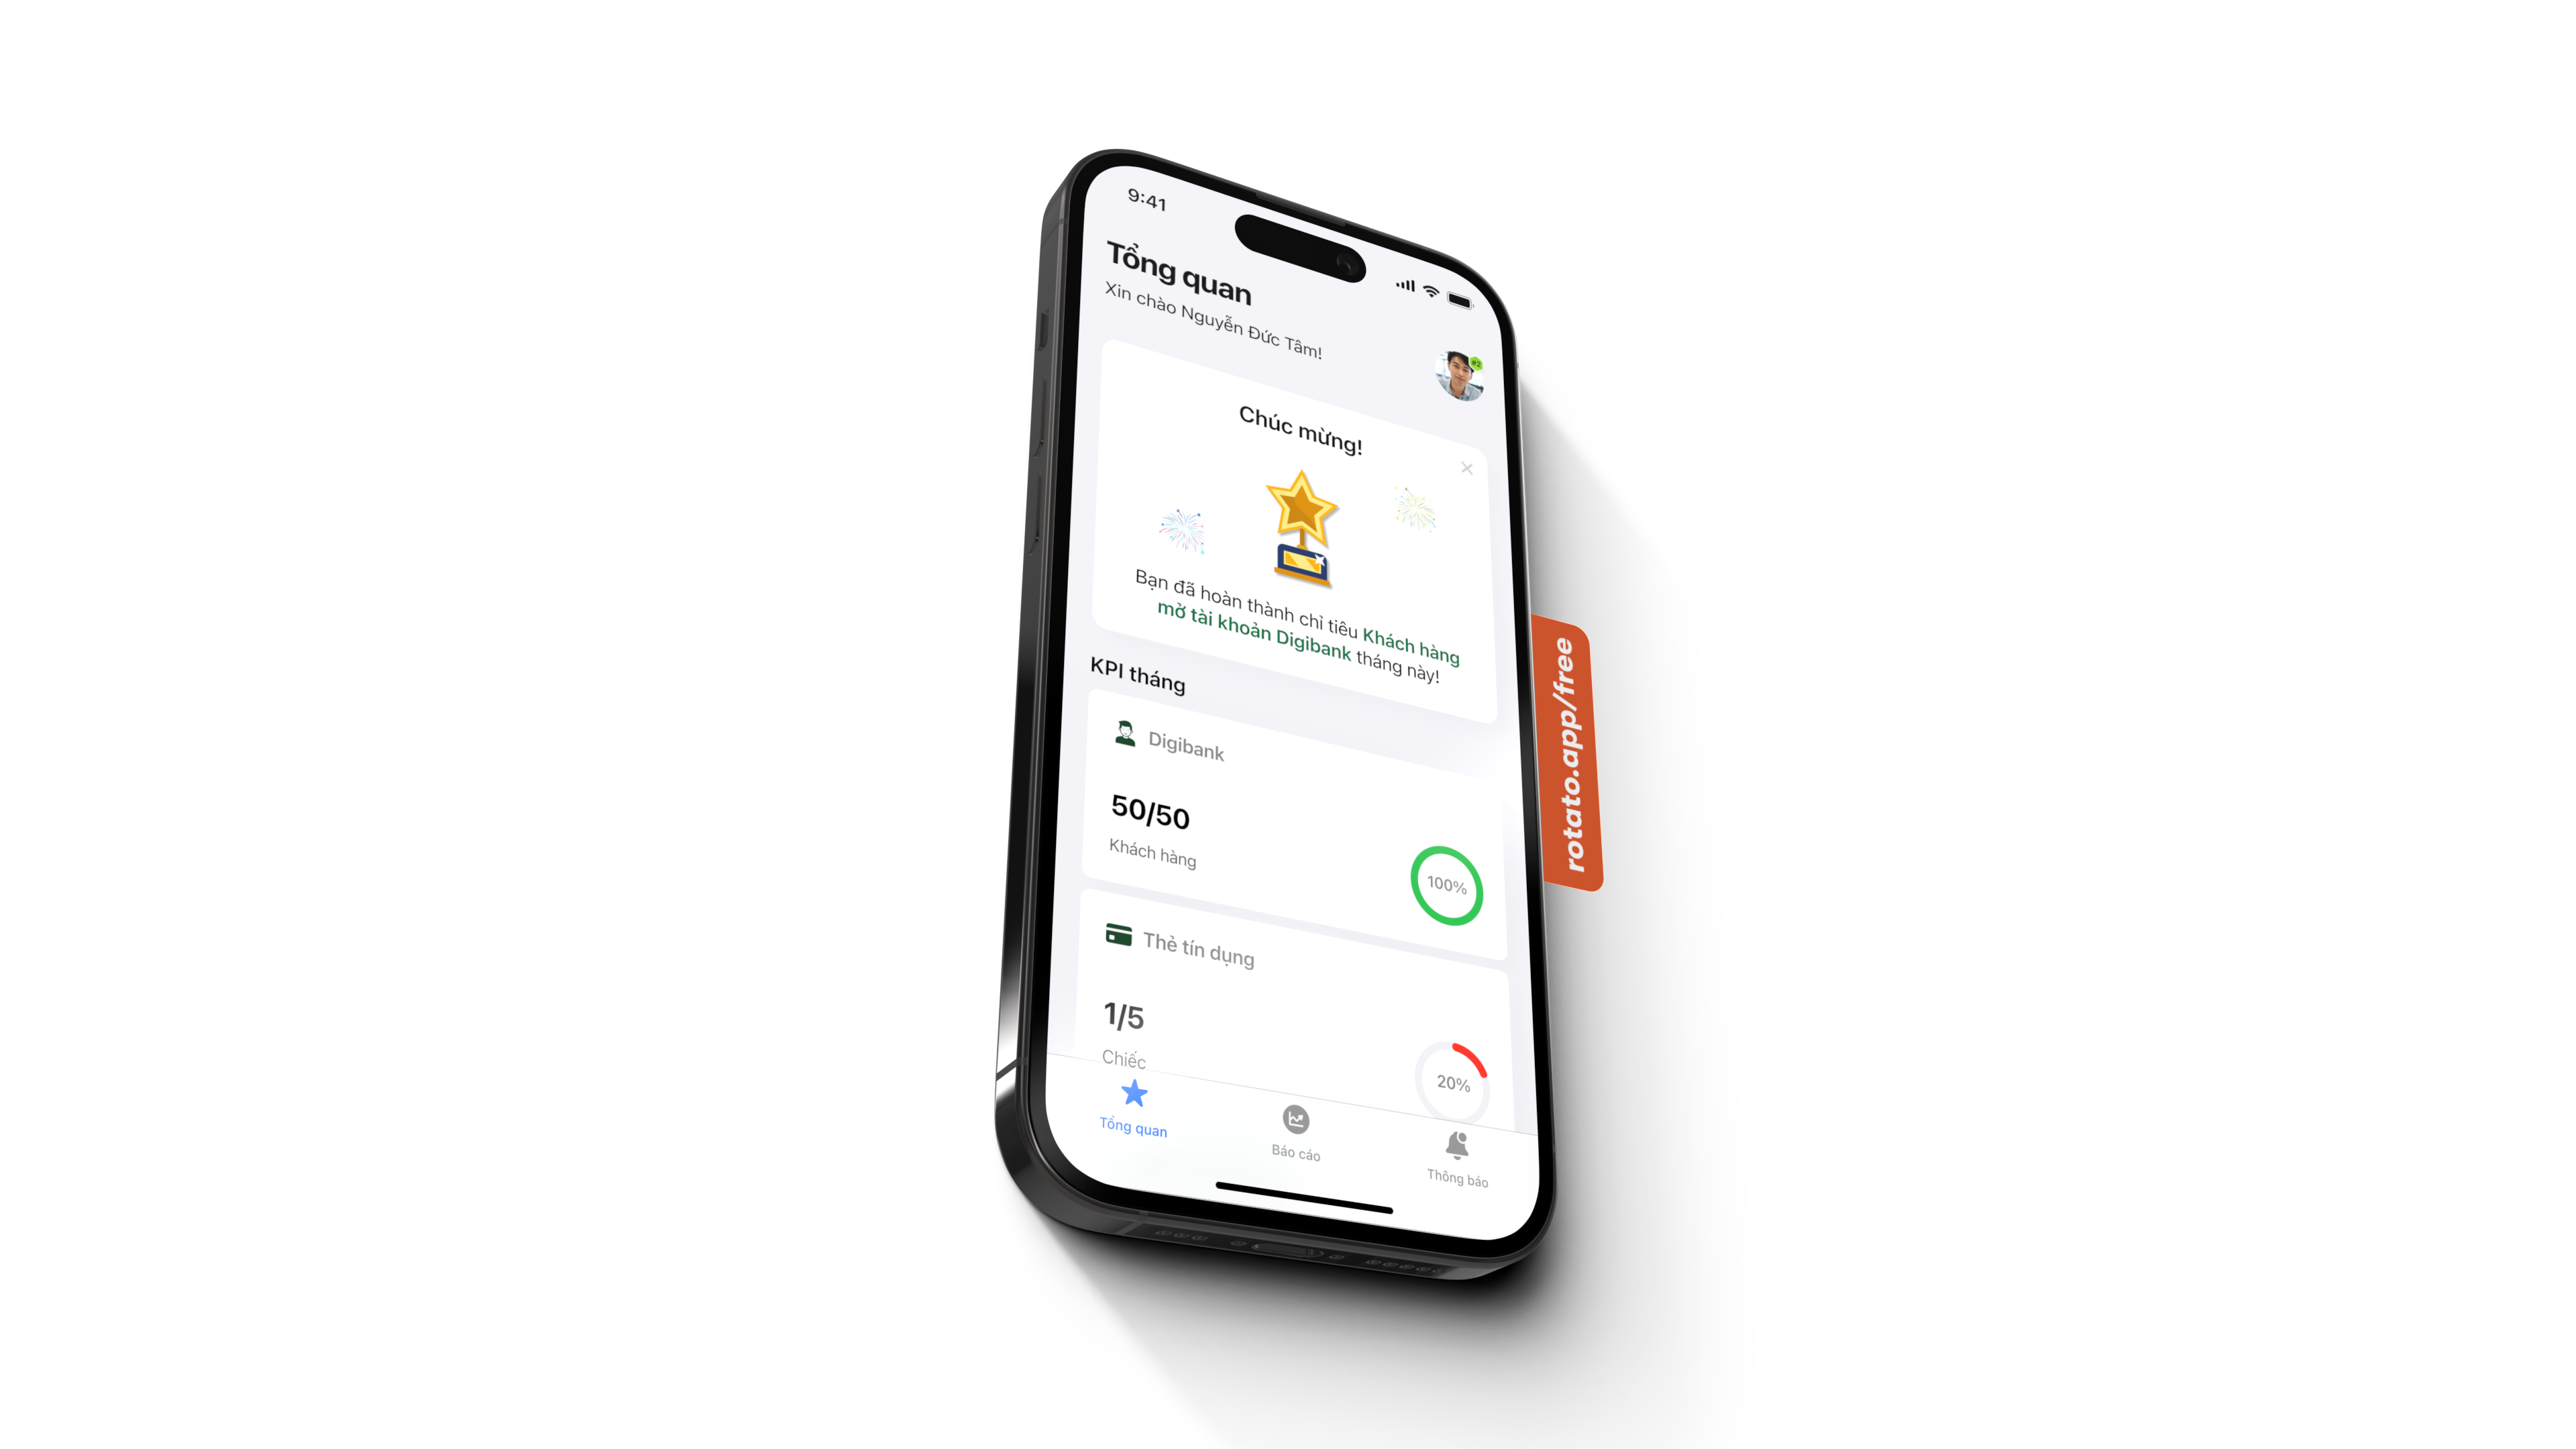 9:41
Tổng quan
Xin chào Nguyễn Đức Tâm!
#2
Chúc mừng!
Bạn đã hoàn thành chỉ tiêu Khách hàng
mở tài khoản Digibank tháng này!
KPI tháng
Digibank
50/50
Khách hàng
100%
Thẻ tín dụng
1/5
Chiếc
20%
Tổng quan
Báo cáo
Thông báo
rotato.app/free